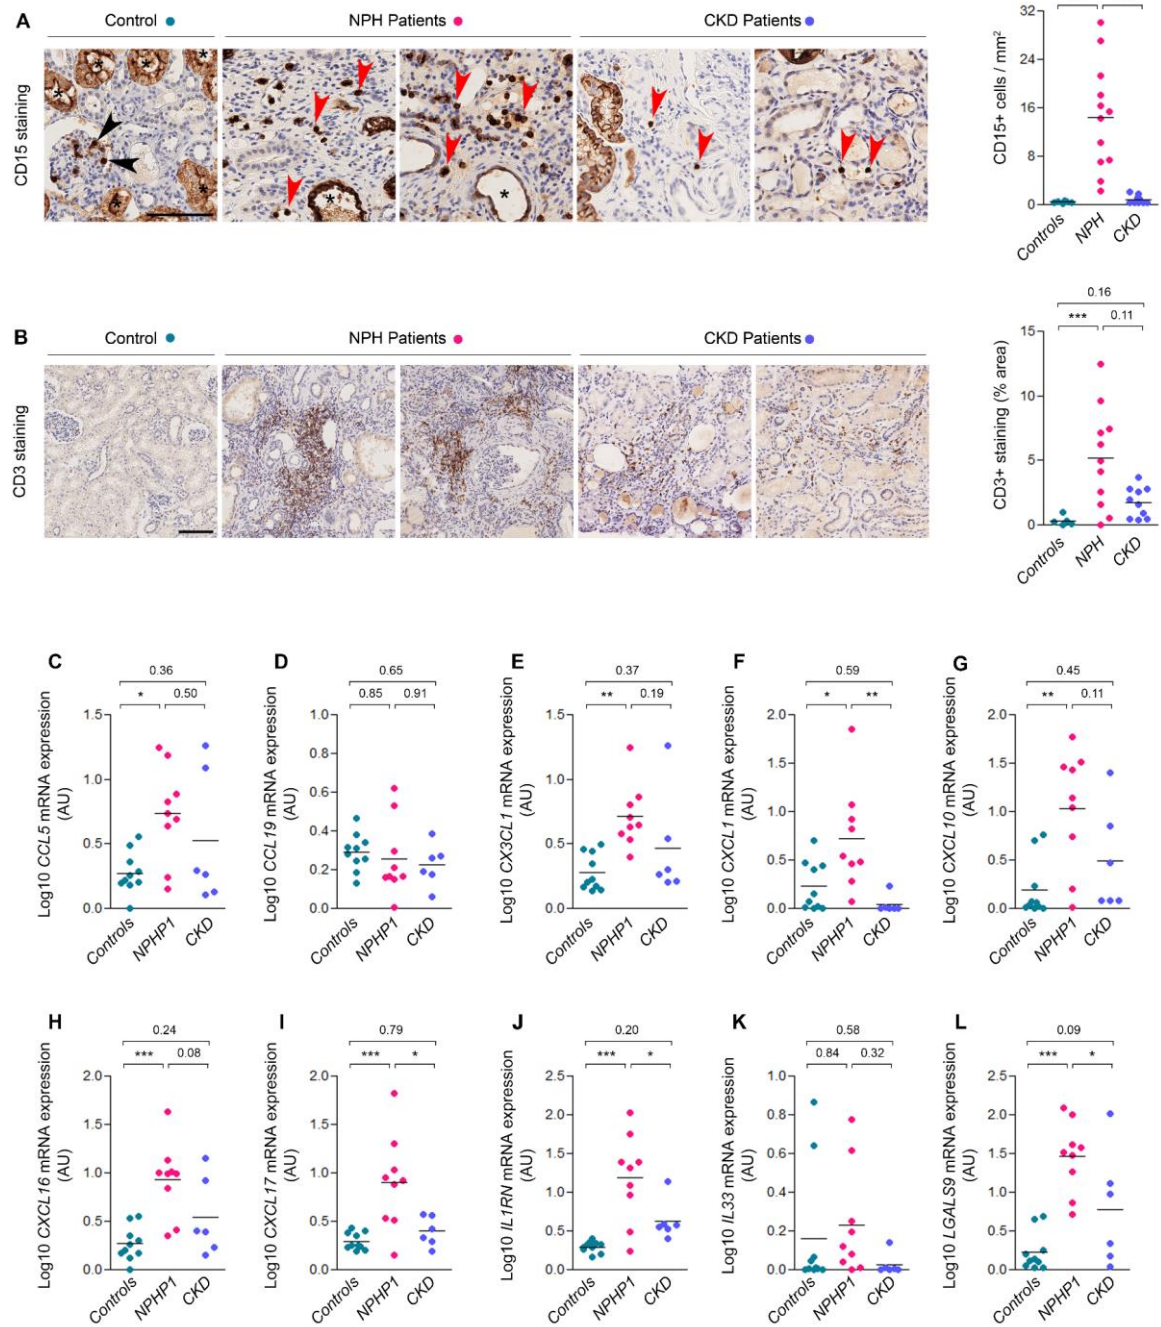 A
Control
NPH Patients
CKD Patients
CD15 staining
*
*
*
*
*
*
*
*
CD15+ cells / mm²
32
24
16
8
0
Controls
NPH
CKD
B
Control
NPH Patients
CKD Patients
CD3 staining
0.16
***
0.11
CD3+ staining (% area)
15
10
5
0
Controls
NPH
CKD
C
0.36
*
0.50
Log10 CCL5 mRNA expression
(AU)
1.5
1.0
0.5
0.0
Controls
NPHP1
CKD
D
0.65
0.85
0.91
Log10 CCL19 mRNA expression
(AU)
1.0
0.8
0.6
0.4
0.2
0.0
Controls
NPHP1
CKD
E
0.37
**
0.19
Log10 CX3CL1 mRNA expression
(AU)
1.5
1.0
0.5
0.0
Controls
NPHP1
CKD
F
0.59
*
**
Log10 CXCL1 mRNA expression
(AU)
2.0
1.5
1.0
0.5
0.0
Controls
NPHP1
CKD
G
0.45
**
0.11
Log10 CXCL10 mRNA expression
(AU)
2.0
1.5
1.0
0.5
0.0
Controls
NPHP1
CKD
H
0.24
***
0.08
Log10 CXCL16 mRNA expression
(AU)
2.0
1.5
1.0
0.5
0.0
Controls
NPHP1
CKD
I
0.79
***
*
Log10 CXCL17 mRNA expression
(AU)
2.0
1.5
1.0
0.5
0.0
Controls
NPHP1
CKD
J
0.20
***
*
Log10 IL1RN mRNA expression
(AU)
2.5
2.0
1.5
1.0
0.5
0.0
Controls
NPHP1
CKD
K
0.58
0.84
0.32
Log10 IL33 mRNA expression
(AU)
1.0
0.8
0.6
0.4
0.2
0.0
Controls
NPHP1
CKD
L
0.09
***
*
Log10 LGALS9 mRNA expression
(AU)
2.5
2.0
1.5
1.0
0.5
0.0
Controls
NPHP1
CKD